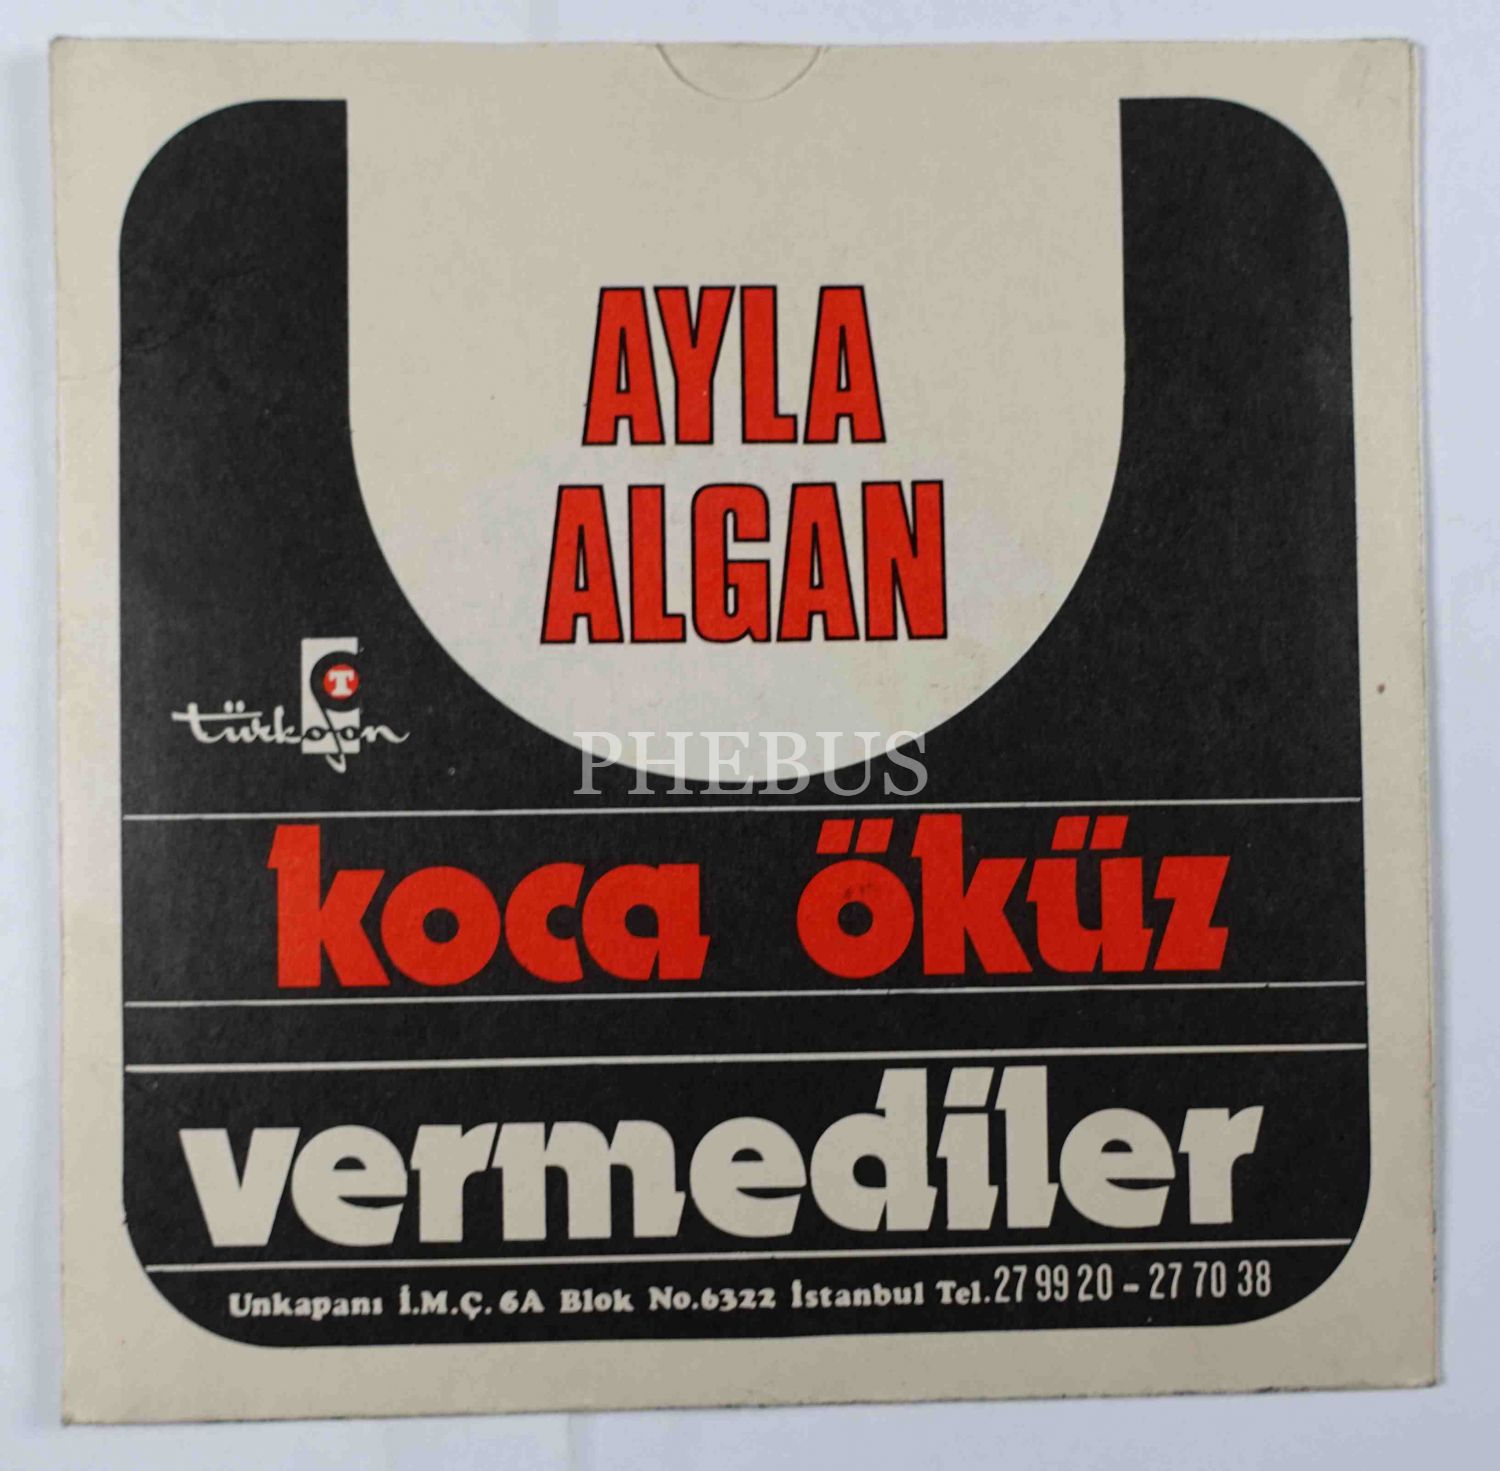 AYLA
ALGAN
T
türkofon
PHEBUS
koca öküz
vermediler
Unkapanı İ.M.Ç. 6A Blok No.6322 İstanbul Tel.27 99 20 - 27 70 38